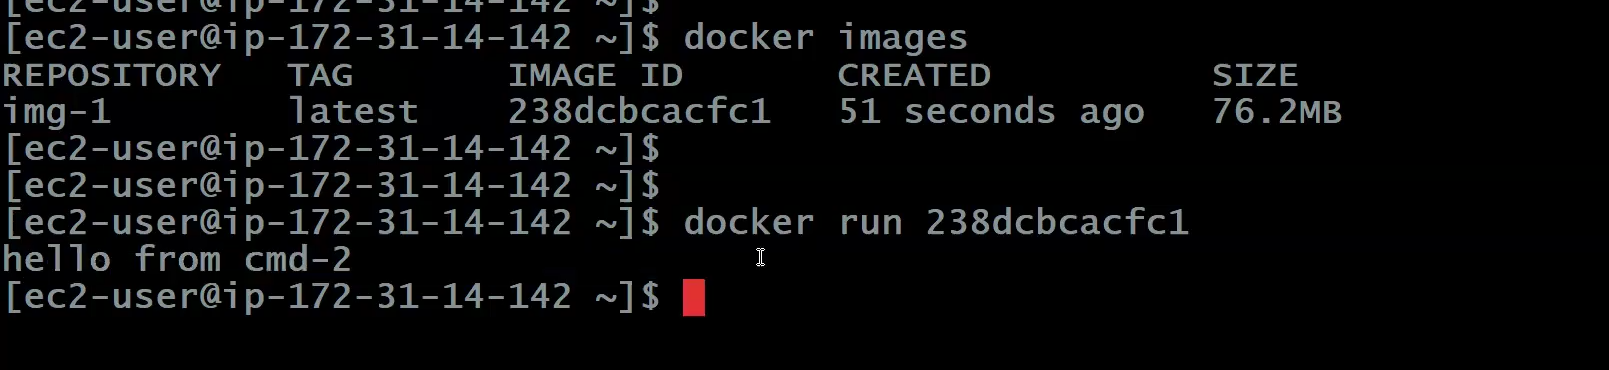 [ec2-user@ip-172-31-14-142 ~]$
[ec2-user@ip-172-31-14-142 ~]$ docker images
REPOSITORY TAG IMAGE ID CREATED SIZE
img-1 latest 238dcbcacfc1 51 seconds ago 76.2MB
[ec2-user@ip-172-31-14-142 ~]$
[ec2-user@ip-172-31-14-142 ~]$
[ec2-user@ip-172-31-14-142 ~]$ docker run 238dcbcacfc1
hello from cmd-2
[ec2-user@ip-172-31-14-142 ~]$